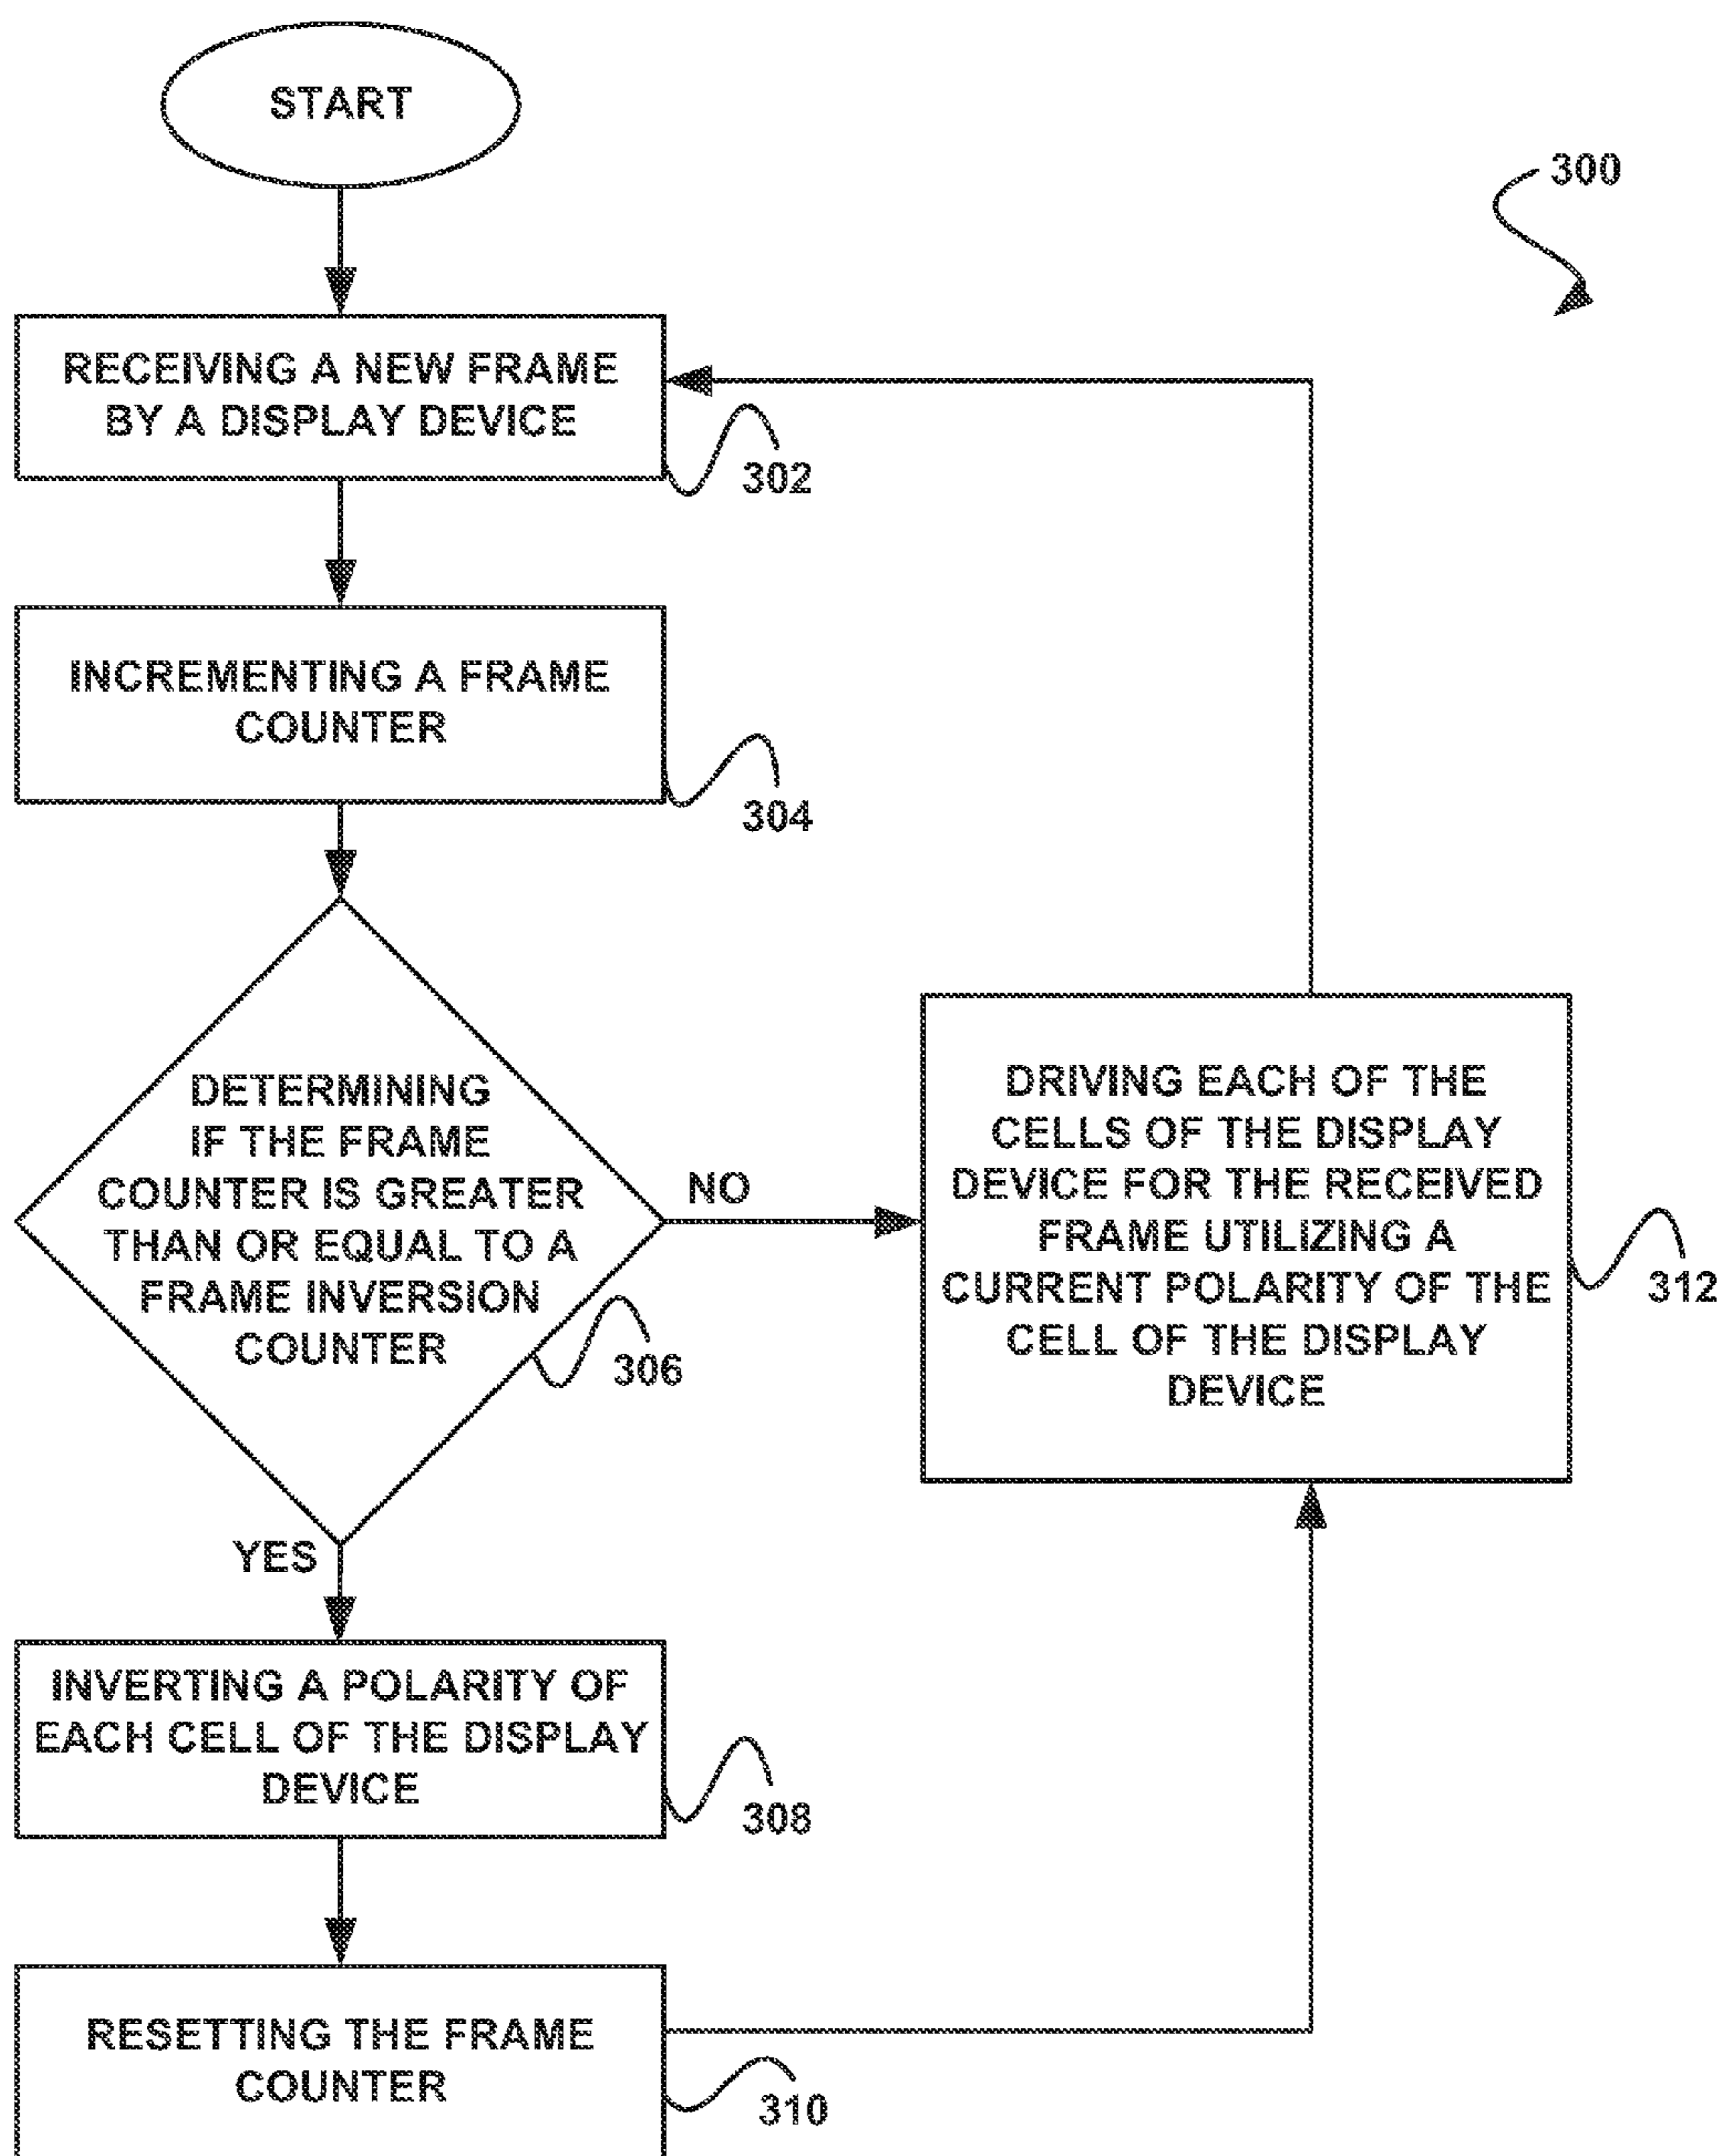 START
300
RECEIVING A NEW FRAME
BY A DISPLAY DEVICE
302
INCREMENTING A FRAME
COUNTER
304
DETERMINING
IF THE FRAME
COUNTER IS GREATER
THAN OR EQUAL TO A
FRAME INVERSION
COUNTER
306
NO
DRIVING EACH OF THE
CELLS OF THE DISPLAY
DEVICE FOR THE RECEIVED
FRAME UTILIZING A
CURRENT POLARITY OF THE
CELL OF THE DISPLAY
DEVICE
312
YES
INVERTING A POLARITY OF
EACH CELL OF THE DISPLAY
DEVICE
308
RESETTING THE FRAME
COUNTER
310